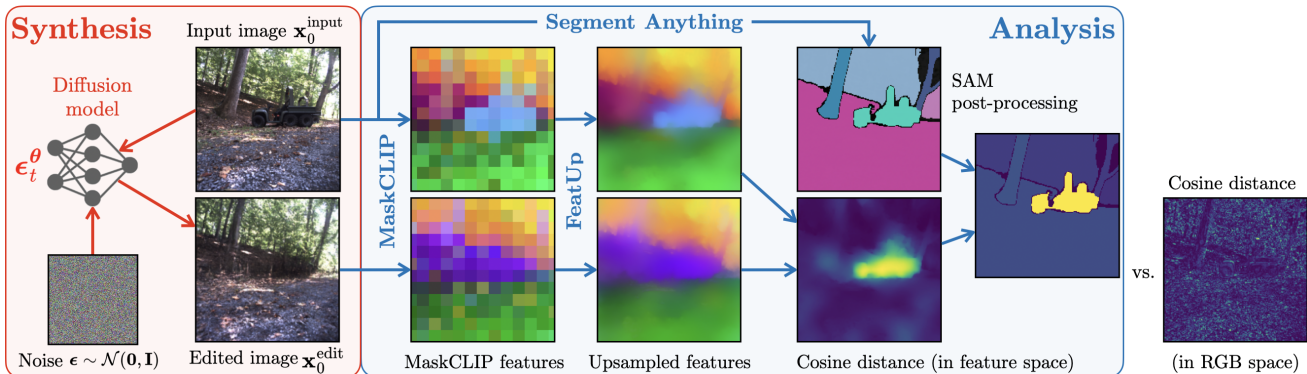 Synthesis
Input image x₀^input
Diffusion
model
ϵ_t^θ
Noise ϵ ∼ 𝒩(0, I)
Edited image x₀^edit
Segment Anything
Analysis
MaskCLIP
FeatUp
SAM
post-processing
MaskCLIP features
Upsampled features
Cosine distance (in feature space)
vs.
Cosine distance
(in RGB space)